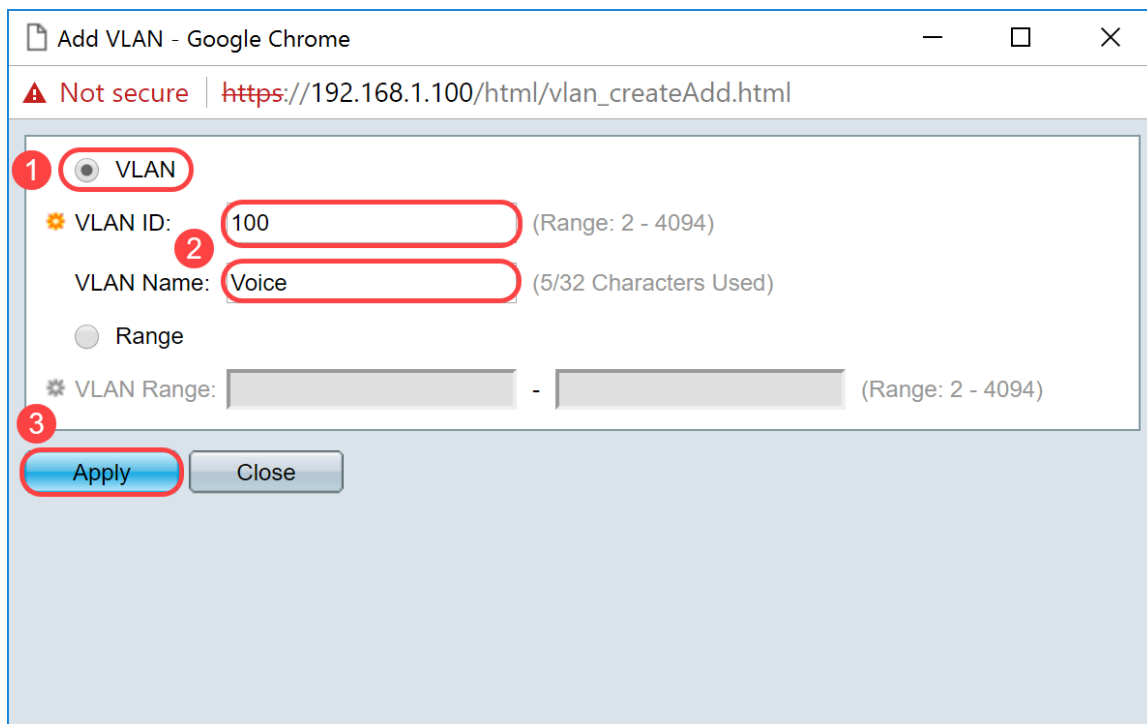 Add VLAN - Google Chrome
Not secure | https://192.168.1.100/html/vlan_createAdd.html
1 VLAN
VLAN ID: 100 (Range: 2 - 4094)
2
VLAN Name: Voice (5/32 Characters Used)
Range
VLAN Range: - (Range: 2 - 4094)
3
Apply Close